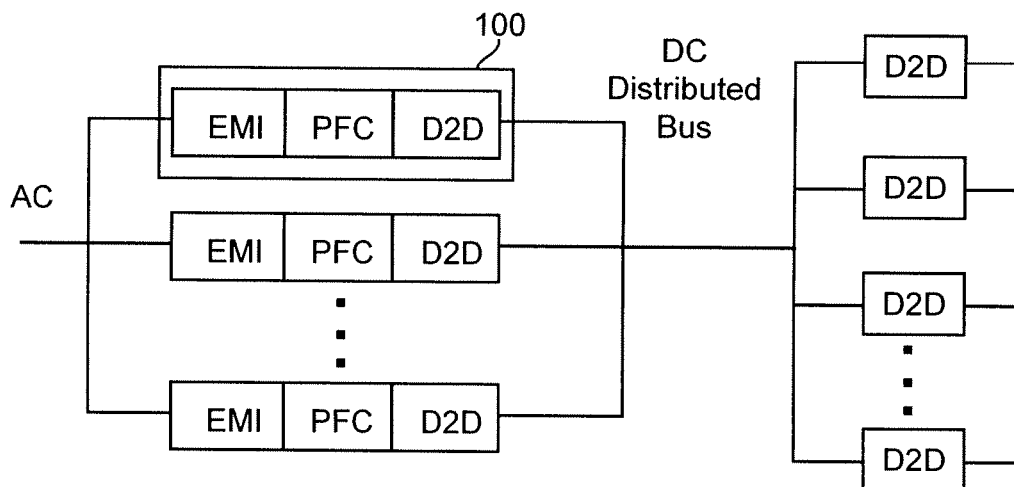 100
EMI PFC D2D
DC
Distributed
Bus
D2D
AC
D2D
EMI PFC D2D
D2D
EMI PFC D2D
D2D